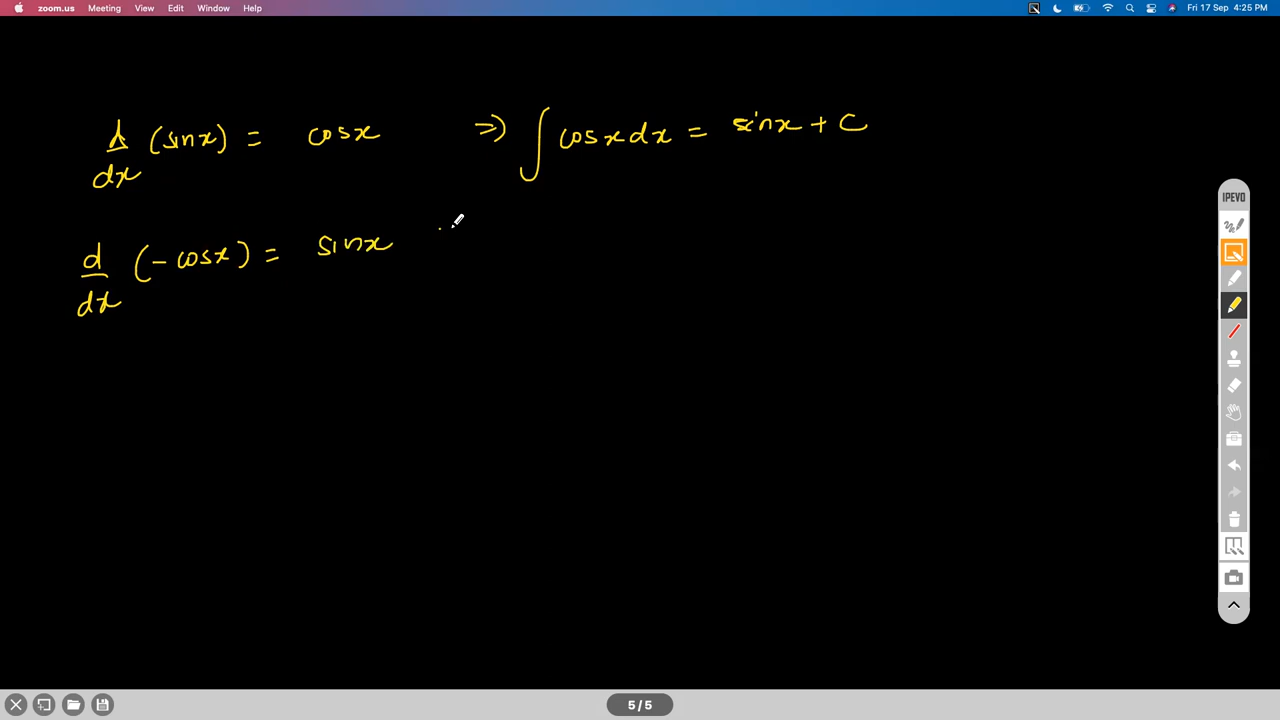 zoom.us Meeting View Edit Window Help Fri 17 Sep 4:25 PM
d/dx (sinx) = cosx ⇒ ∫ cosx dx = sinx + C
IPEVO
d/dx (-cosx) = sinx
5/5